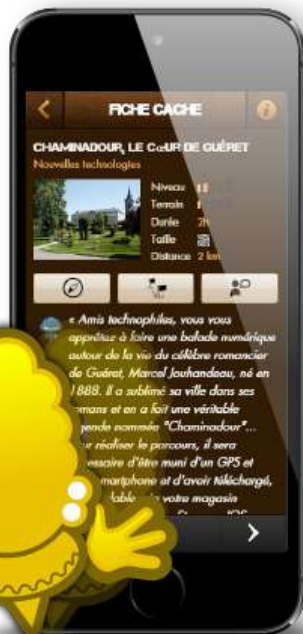 FICHE CACHE
CHAMINADOUR, LE CœUR DE GUÉRET
Nouvelles technologies
Niveau
Terrain
Durée 2h
Taille
Distance 2 km
« Amis technophiles, vous vous
apprêtez à faire une balade numérique
autour de la vie du célèbre romancier
de Guéret, Marcel Jouhandeau, né en
1888. Il a sublimé sa ville dans ses
romans et en a fait une véritable
légende nommée "Chaminadour"...
réaliser le parcours, il sera
d'être muni d'un GPS et
smartphone et d'avoir téléchargé,
votre magasin